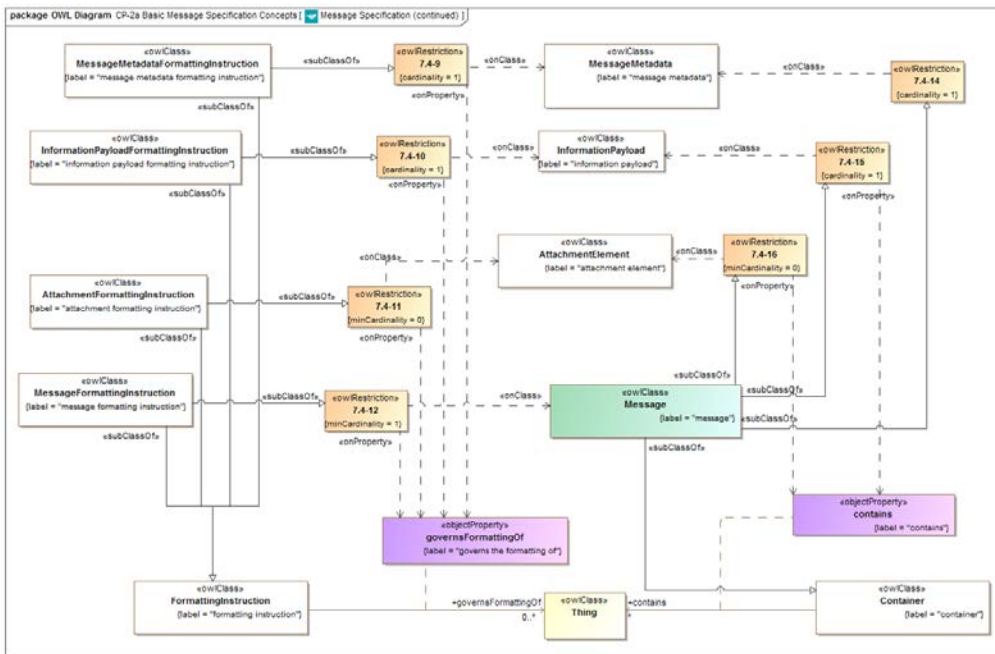 package OWL Diagram CP-2a Basic Message Specification Concepts [ Message Specification (continued) ]
«owlClass»
MessageMetadataFormattingInstruction
[label = "message metadata formatting instruction"]
«subClassOf»
«owlRestriction»
7.4-9
{cardinality = 1}
«onClass»
«owlClass»
MessageMetadata
[label = "message metadata"]
«onClass»
«owlRestriction»
7.4-14
{cardinality = 1}
«subClassOf»
«onProperty»
«owlClass»
InformationPayloadFormattingInstruction
[label = "information payload formatting instruction"]
«subClassOf»
«owlRestriction»
7.4-10
{cardinality = 1}
«onClass»
«owlClass»
InformationPayload
[label = "information payload"]
«onClass»
«owlRestriction»
7.4-15
{cardinality = 1}
«subClassOf»
«onProperty»
«onProperty»
«owlClass»
AttachmentElement
[label = "attachment element"]
«onClass»
«owlRestriction»
7.4-16
{minCardinality = 0}
«onProperty»
«onClass»
«owlClass»
AttachmentFormattingInstruction
[label = "attachment formatting instruction"]
«subClassOf»
«owlRestriction»
7.4-11
{minCardinality = 0}
«subClassOf»
«onProperty»
«owlClass»
MessageFormattingInstruction
[label = "message formatting instruction"]
«subClassOf»
«owlRestriction»
7.4-12
{minCardinality = 1}
«onClass»
«owlClass»
Message
[label = "message"]
«subClassOf»
«subClassOf»
«subClassOf»
«subClassOf»
«subClassOf»
«onProperty»
«objectProperty»
governsFormattingOf
[label = "governs the formatting of"]
«objectProperty»
contains
[label = "contains"]
«owlClass»
FormattingInstruction
[label = "formatting instruction"]
+governsFormattingOf
0..*
«owlClass»
Thing
+contains
*
«owlClass»
Container
[label = "container"]